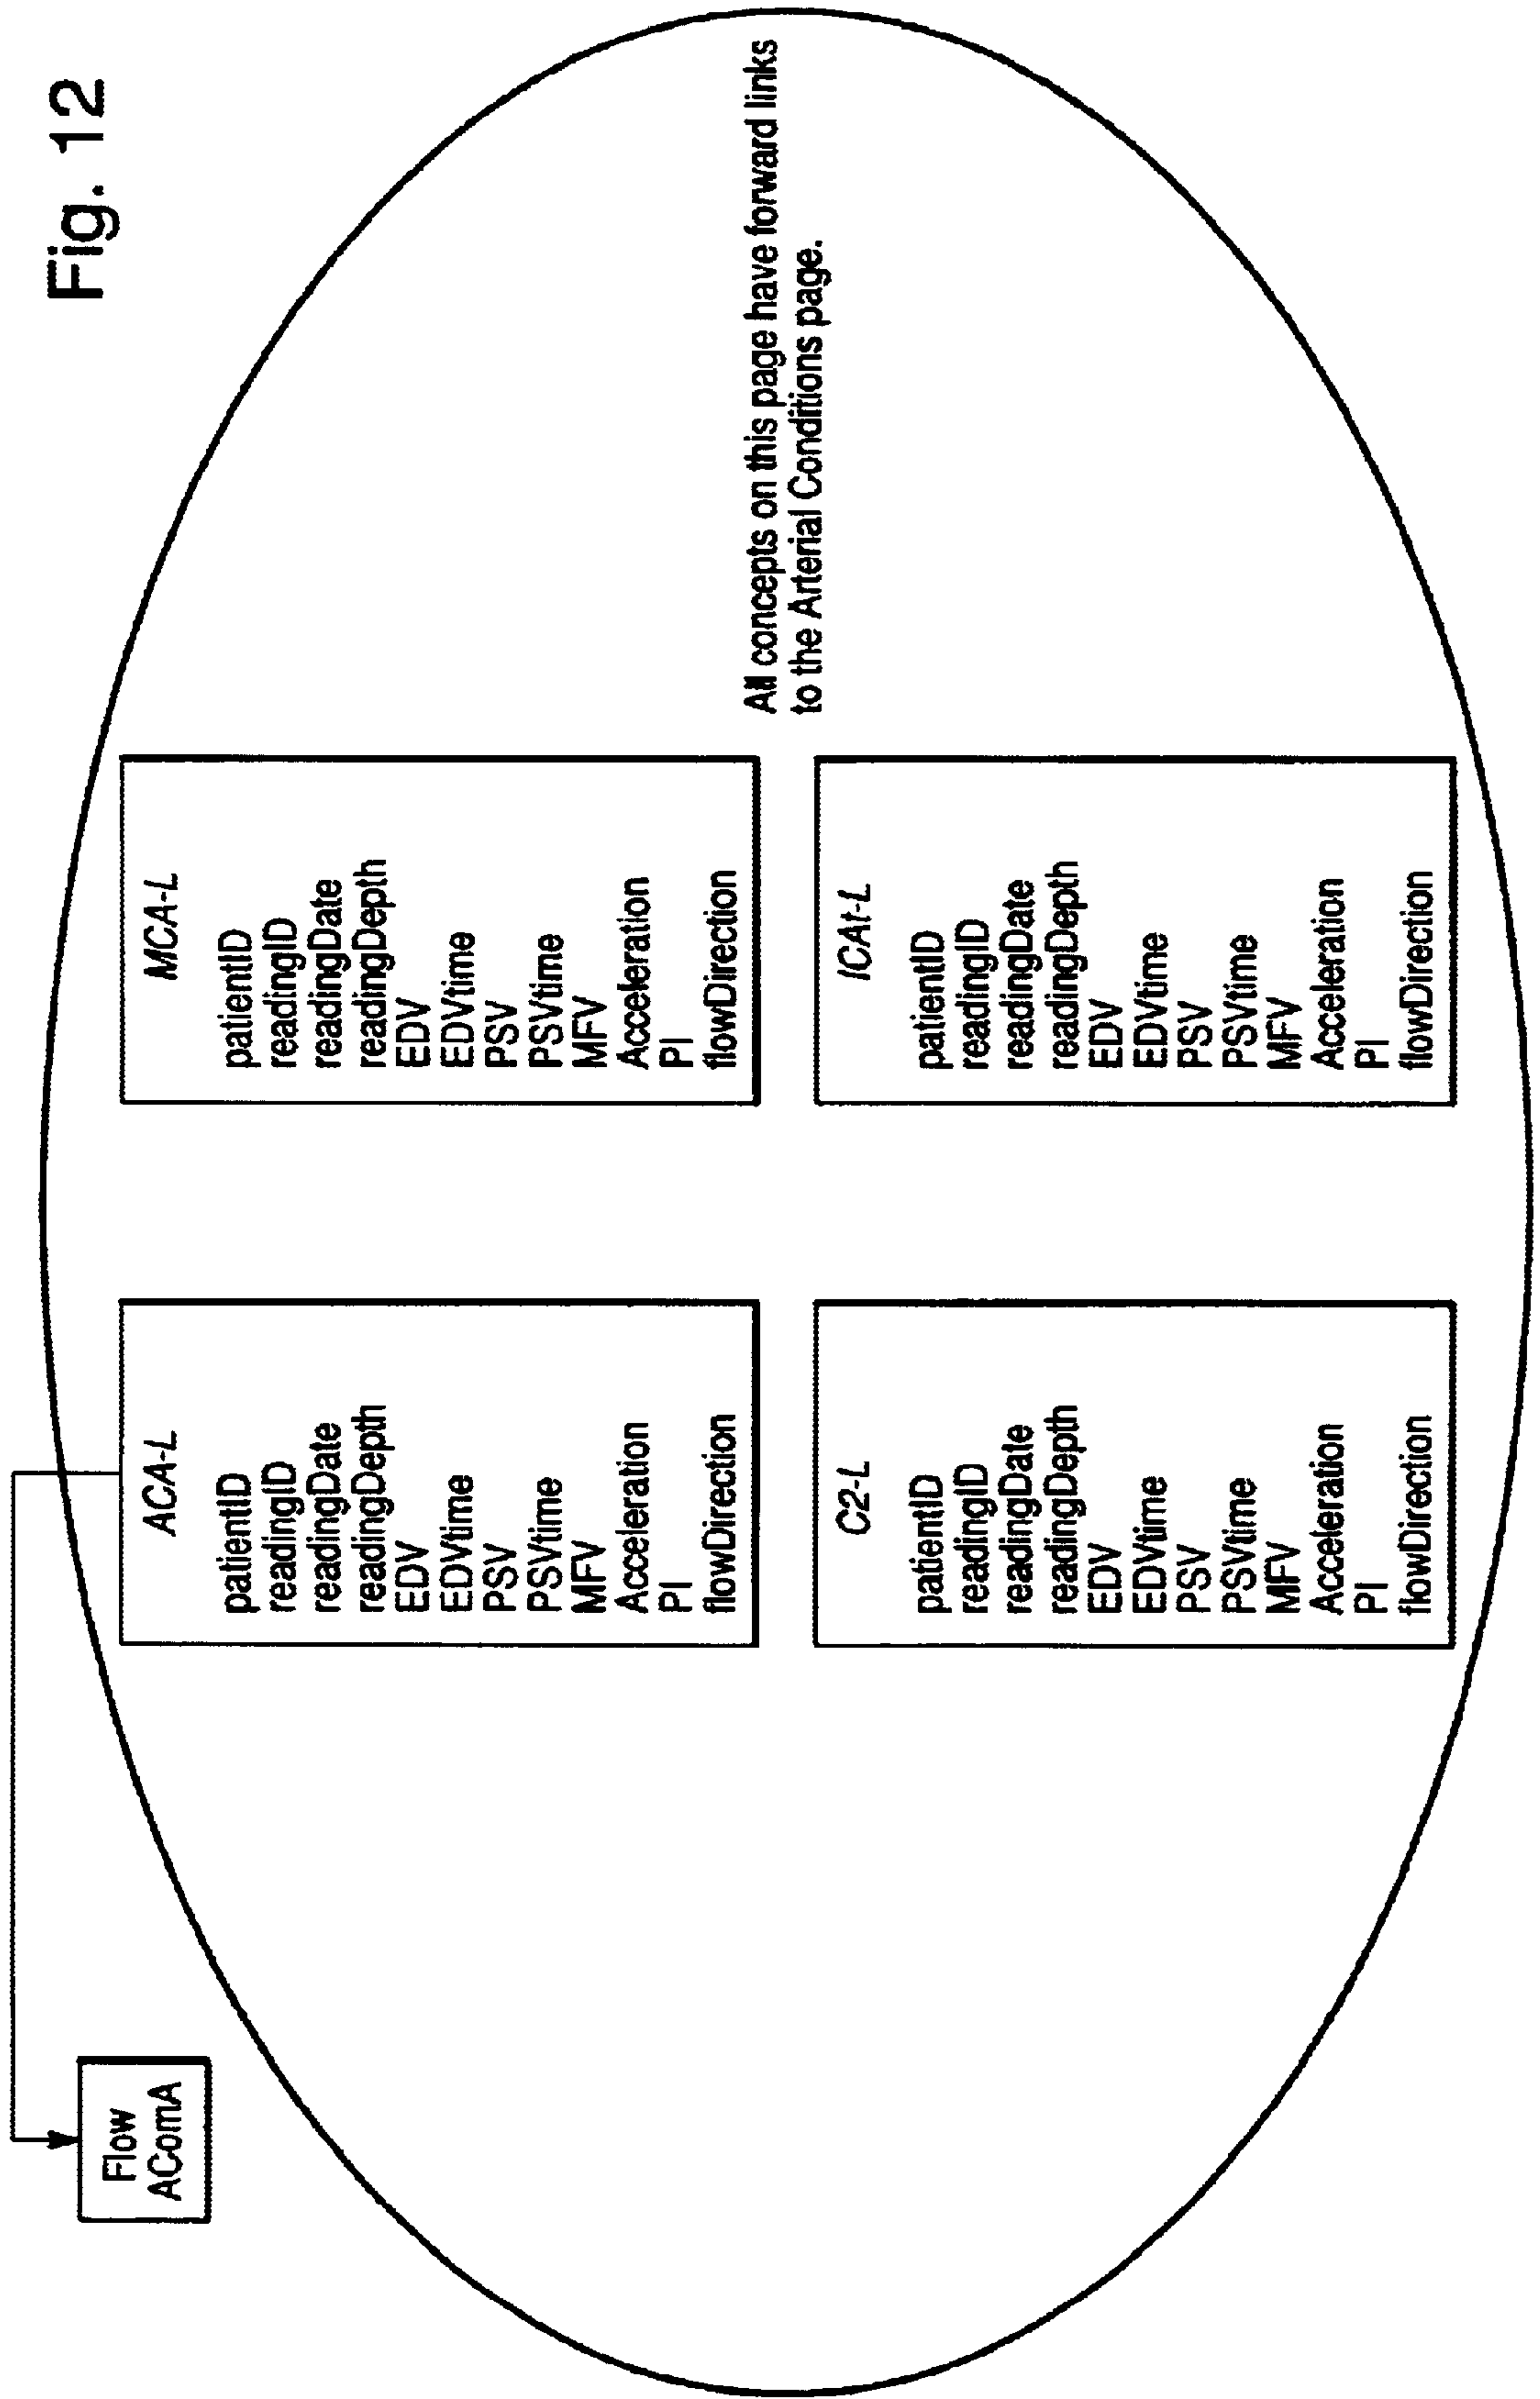 Fig. 12
Flow
AComA
ACA-L
patientID
readingID
readingDate
readingDepth
EDV
EDVtime
PSV
PSVtime
MFV
Acceleration
PI
flowDirection
MCA-L
patientID
readingID
readingDate
readingDepth
EDV
EDVtime
PSV
PSVtime
MFV
Acceleration
PI
flowDirection
C2-L
patientID
readingID
readingDate
readingDepth
EDV
EDVtime
PSV
PSVtime
MFV
Acceleration
PI
flowDirection
ICAt-L
patientID
readingID
readingDate
readingDepth
EDV
EDVtime
PSV
PSVtime
MFV
Acceleration
PI
flowDirection
All concepts on this page have forward links
to the Arterial Conditions page.